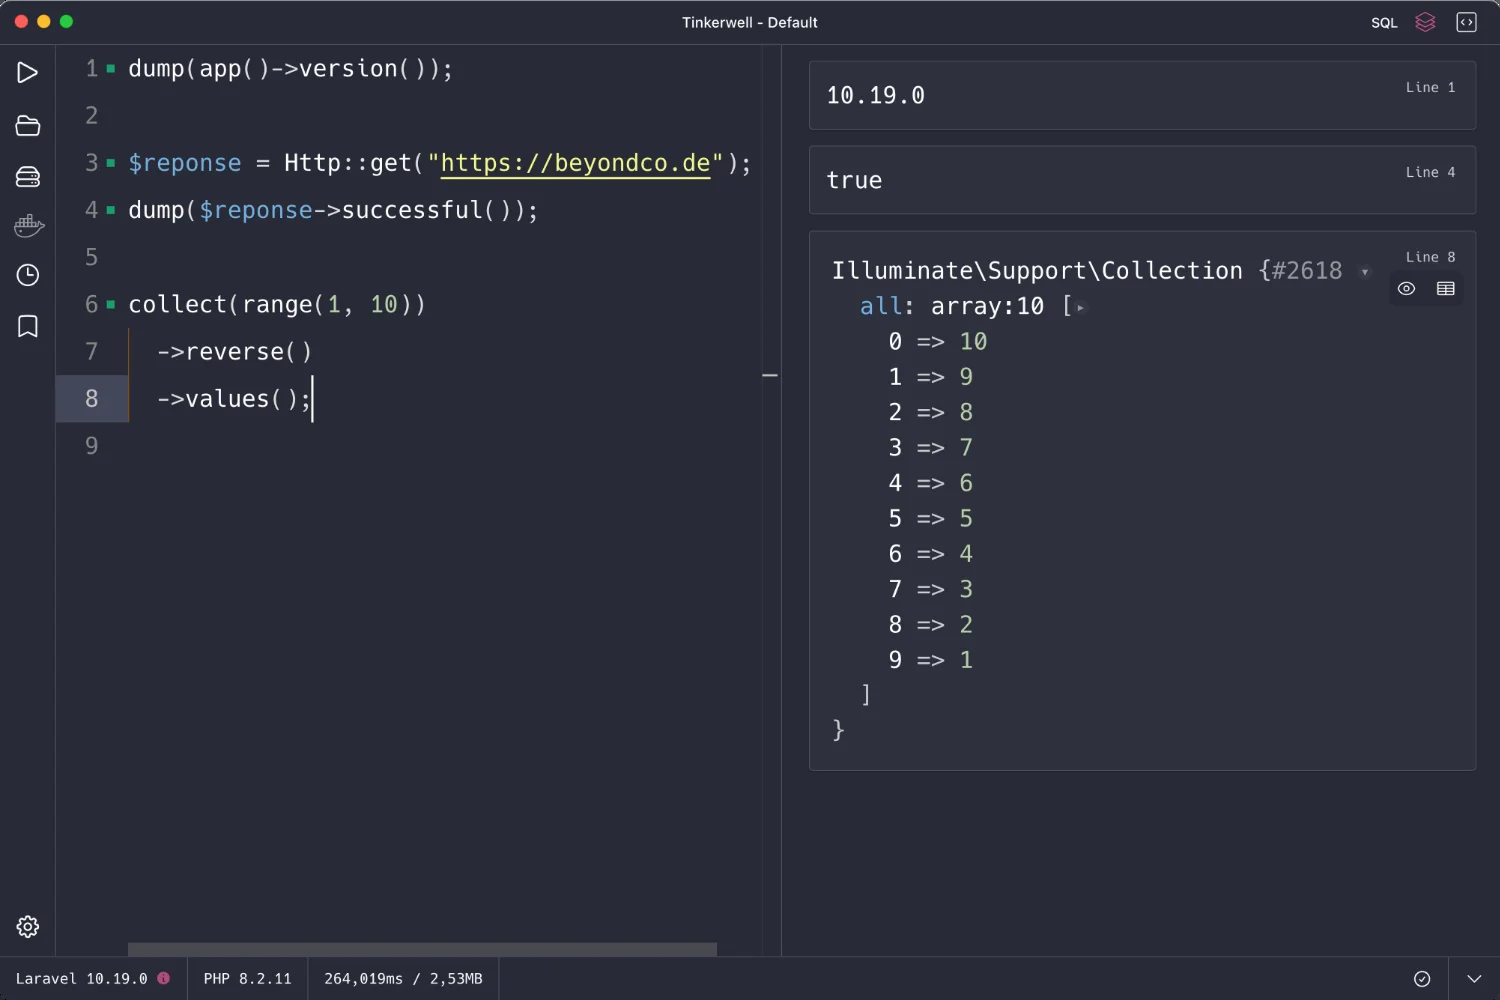 Tinkerwell - Default
SQL
1 dump(app()->version());
2
3 $reponse = Http::get("https://beyondco.de");
4 dump($reponse->successful());
5
6 collect(range(1, 10))
7 ->reverse()
8 ->values();
9
10.19.0
Line 1
true
Line 4
Line 8
Illuminate\Support\Collection {#2618
all: array:10 [
0 => 10
1 => 9
2 => 8
3 => 7
4 => 6
5 => 5
6 => 4
7 => 3
8 => 2
9 => 1
]
}
Laravel 10.19.0
PHP 8.2.11
264,019ms / 2,53MB